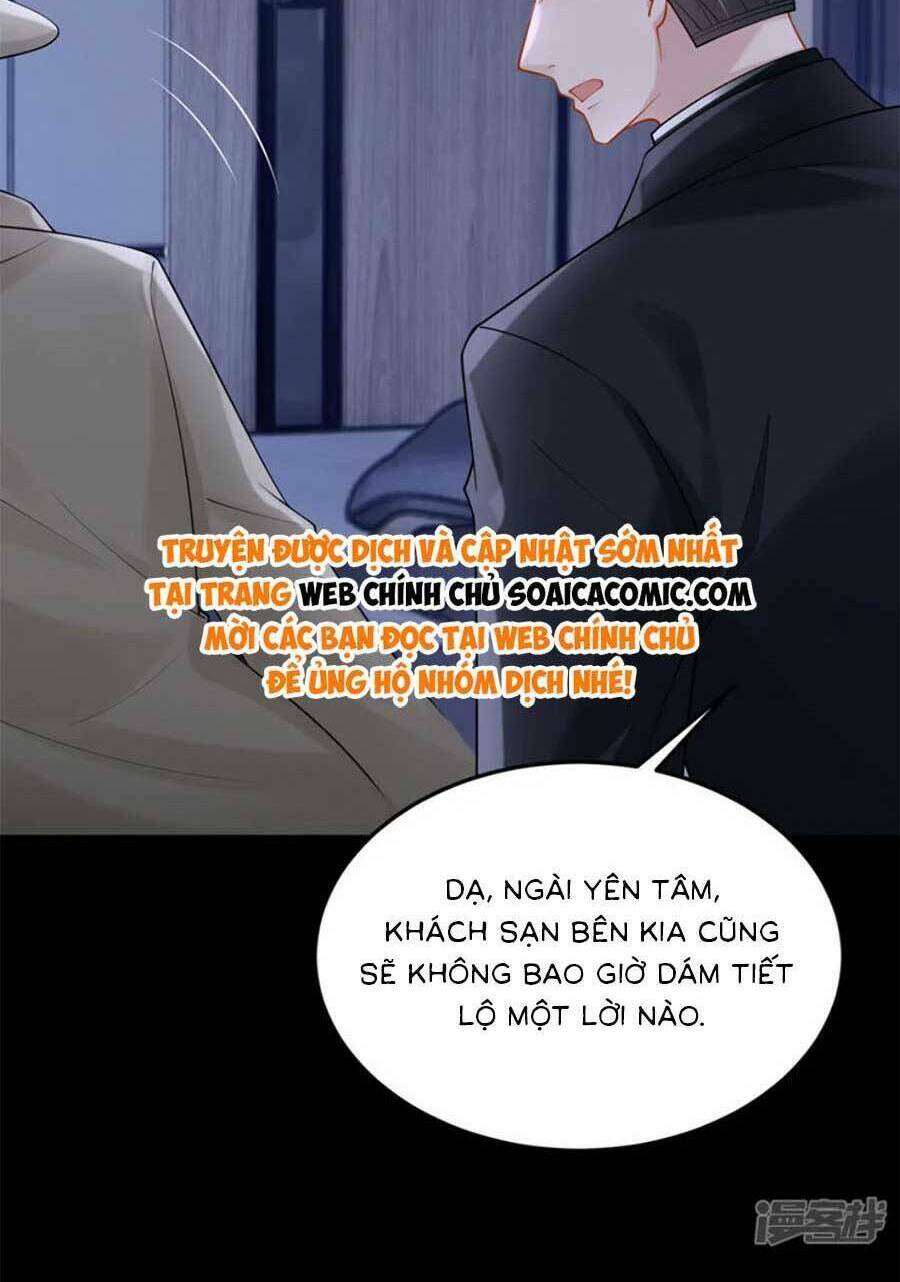 TRUYỆN ĐƯỢC DỊCH VÀ CẬP NHẬT SỚM NHẤT
TẠI TRANG WEB CHÍNH CHỦ SOAICACOMIC.COM
MỜI CÁC BẠN ĐỌC TẠI WEB CHÍNH CHỦ
ĐỂ ỦNG HỘ NHÓM DỊCH NHÉ!
DẠ, NGÀI YÊN TÂM,
KHÁCH SẠN BÊN KIA CŨNG
SẼ KHÔNG BAO GIỜ DÁM TIẾT
LỘ MỘT LỜI NÀO.
漫客栈